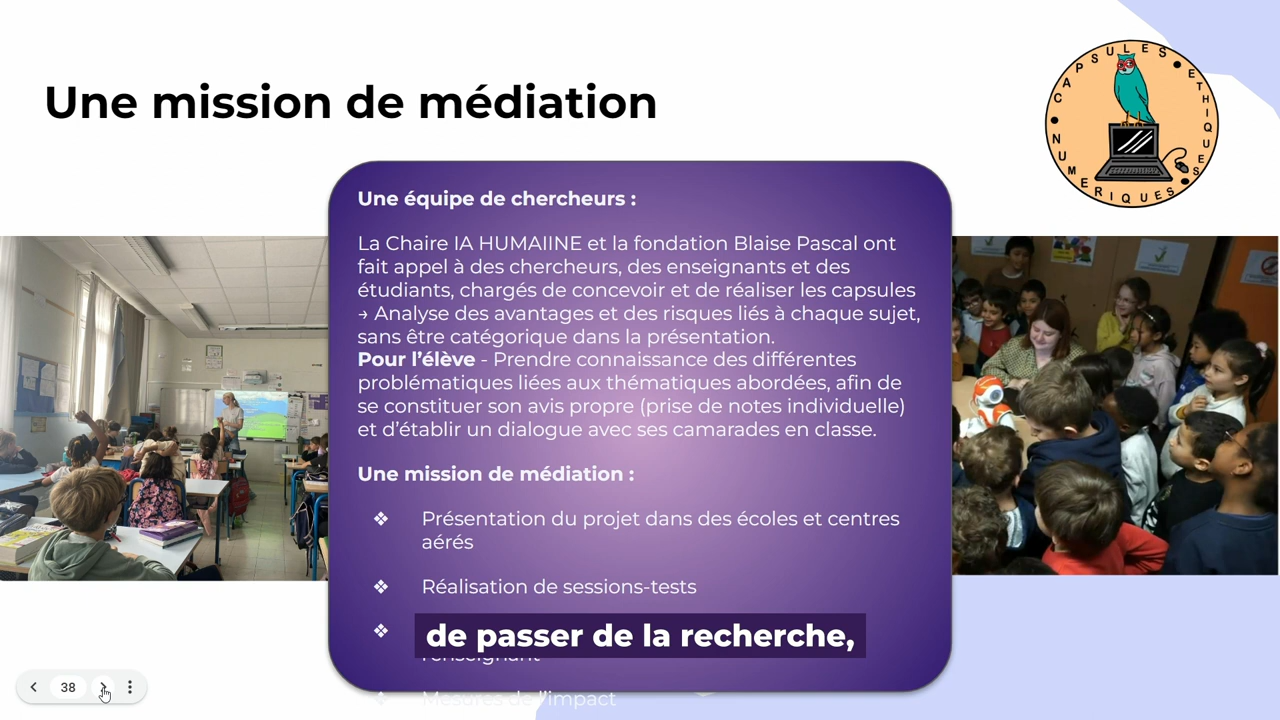 Une mission de médiation
CAPSULES ETHIQUES NUMERIQUES
Une équipe de chercheurs :
La Chaire IA HUMAIINE et la fondation Blaise Pascal ont
fait appel à des chercheurs, des enseignants et des
étudiants, chargés de concevoir et de réaliser les capsules
→ Analyse des avantages et des risques liés à chaque sujet,
sans être catégorique dans la présentation.
Pour l’élève - Prendre connaissance des différentes
problématiques liées aux thématiques abordées, afin de
se constituer son avis propre (prise de notes individuelle)
et d’établir un dialogue avec ses camarades en classe.
Une mission de médiation :
❖ Présentation du projet dans des écoles et centres
aérés
❖ Réalisation de sessions-tests
❖
de passer de la recherche,
l’enseignant
❖ Mesures de l’impact
38